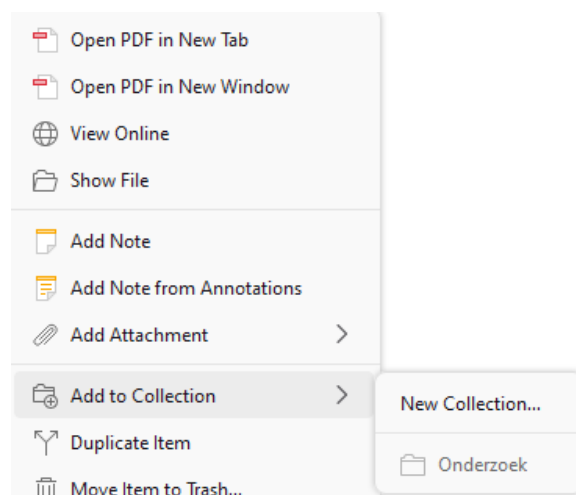 Open PDF in New Tab
Open PDF in New Window
View Online
Show File
Add Note
Add Note from Annotations
Add Attachment
Add to Collection
New Collection...
Duplicate Item
Onderzoek
Move Item to Trash...